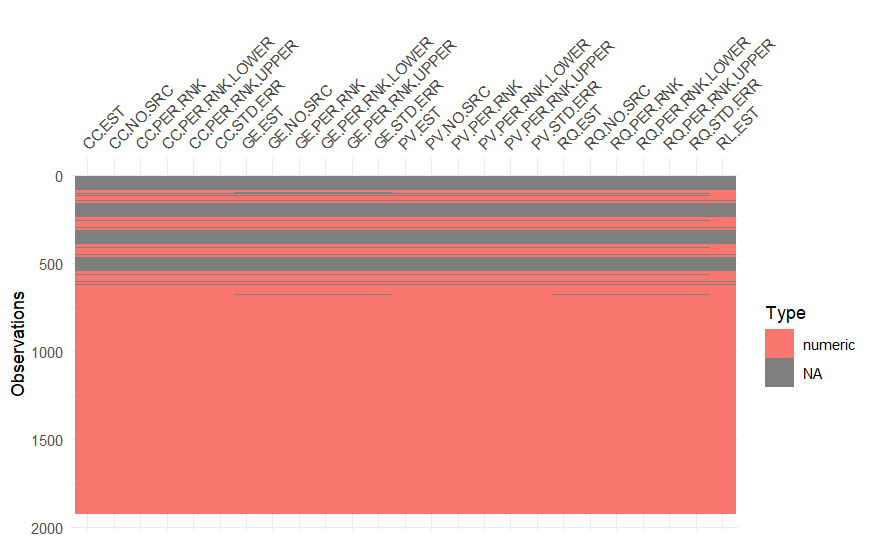 CC.EST
CC.NO.SRC
CC.PER.RNK
CC.PER.RNK.LOWER
CC.PER.RNK.UPPER
CC.STD.ERR
GE.EST
GE.NO.SRC
GE.PER.RNK
GE.PER.RNK.LOWER
GE.PER.RNK.UPPER
GE.STD.ERR
PV.EST
PV.NO.SRC
PV.PER.RNK
PV.PER.RNK.LOWER
PV.PER.RNK.UPPER
PV.STD.ERR
RQ.EST
RQ.NO.SRC
RQ.PER.RNK
RQ.PER.RNK.LOWER
RQ.PER.RNK.UPPER
RQ.STD.ERR
RL.EST
0
500
1000
1500
2000
Observations
Type
numeric
NA